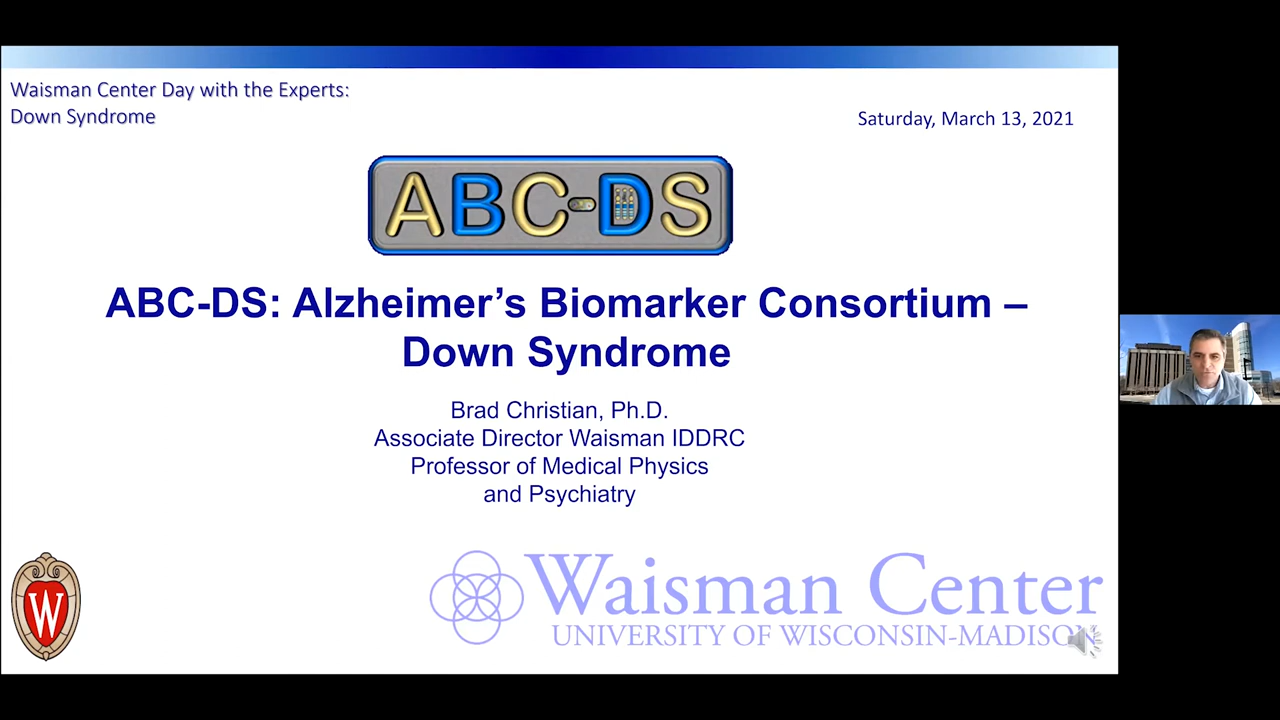 Waisman Center Day with the Experts:
Down Syndrome
Saturday, March 13, 2021
ABC-DS
ABC-DS: Alzheimer’s Biomarker Consortium –
Down Syndrome
Brad Christian, Ph.D.
Associate Director Waisman IDDRC
Professor of Medical Physics
and Psychiatry
W
Waisman Center
UNIVERSITY OF WISCONSIN-MADISON